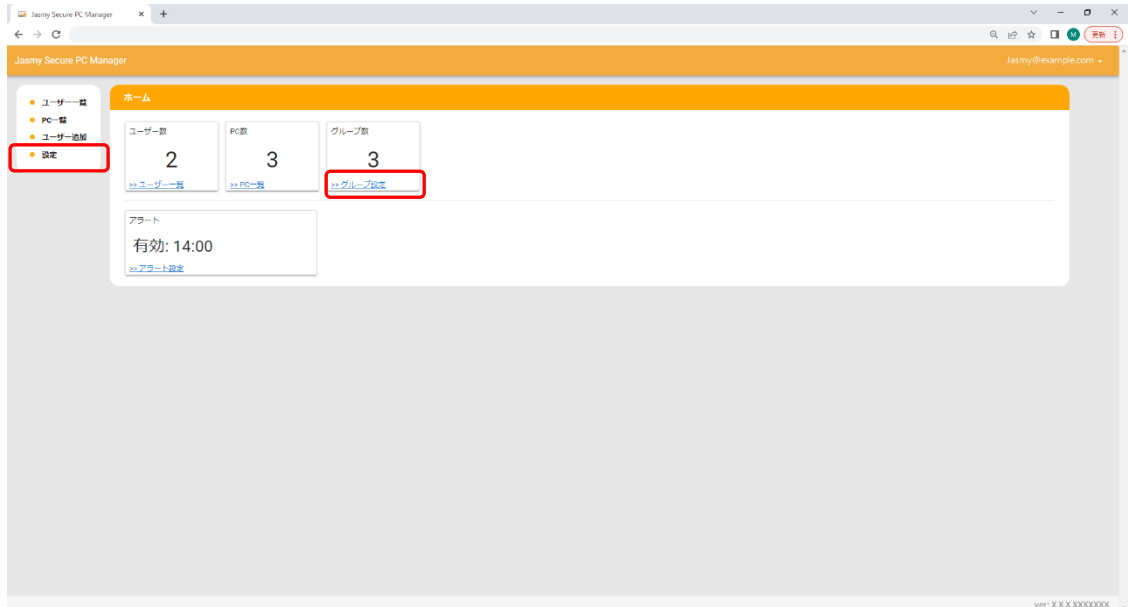 Jasmy Secure PC Manager
更新
Jasmy Secure PC Manager
Jasmy@example.com
ユーザー一覧
PC一覧
ユーザー追加
設定
ホーム
ユーザー数
2
>> ユーザー一覧
PC数
3
>> PC一覧
グループ数
3
>> グループ設定
アラート
有効: 14:00
>> アラート設定
ver: X.X.X.XXXXXXX